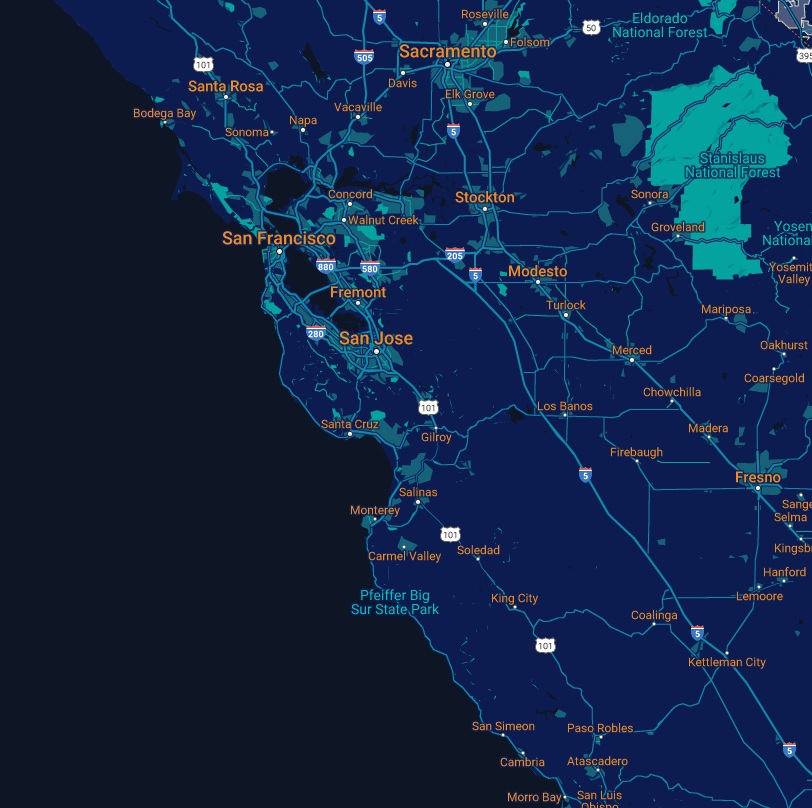 Roseville
5
50
Eldorado
National Forest
Folsom
Sacramento
505
395
101
Davis
Santa Rosa
Elk Grove
Vacaville
Bodega Bay
Napa
Sonoma
5
Stanislaus
National Forest
Concord
Stockton
Sonora
Walnut Creek
Groveland
San Francisco
Yosem
National
205
880
580
5
Modesto
Yosemit
Valley
Fremont
Turlock
Mariposa
280
San Jose
Merced
Oakhurst
Coarsegold
Chowchilla
101
Los Banos
Santa Cruz
Gilroy
Madera
Firebaugh
5
Fresno
Salinas
Sange
Monterey
Selma
101
Kingsbu
Carmel Valley
Soledad
Hanford
Pfeiffer Big
Sur State Park
King City
Lemoore
Coalinga
5
101
Kettleman City
San Simeon
Paso Robles
5
Cambria
Atascadero
Morro Bay
San Luis
Obispo